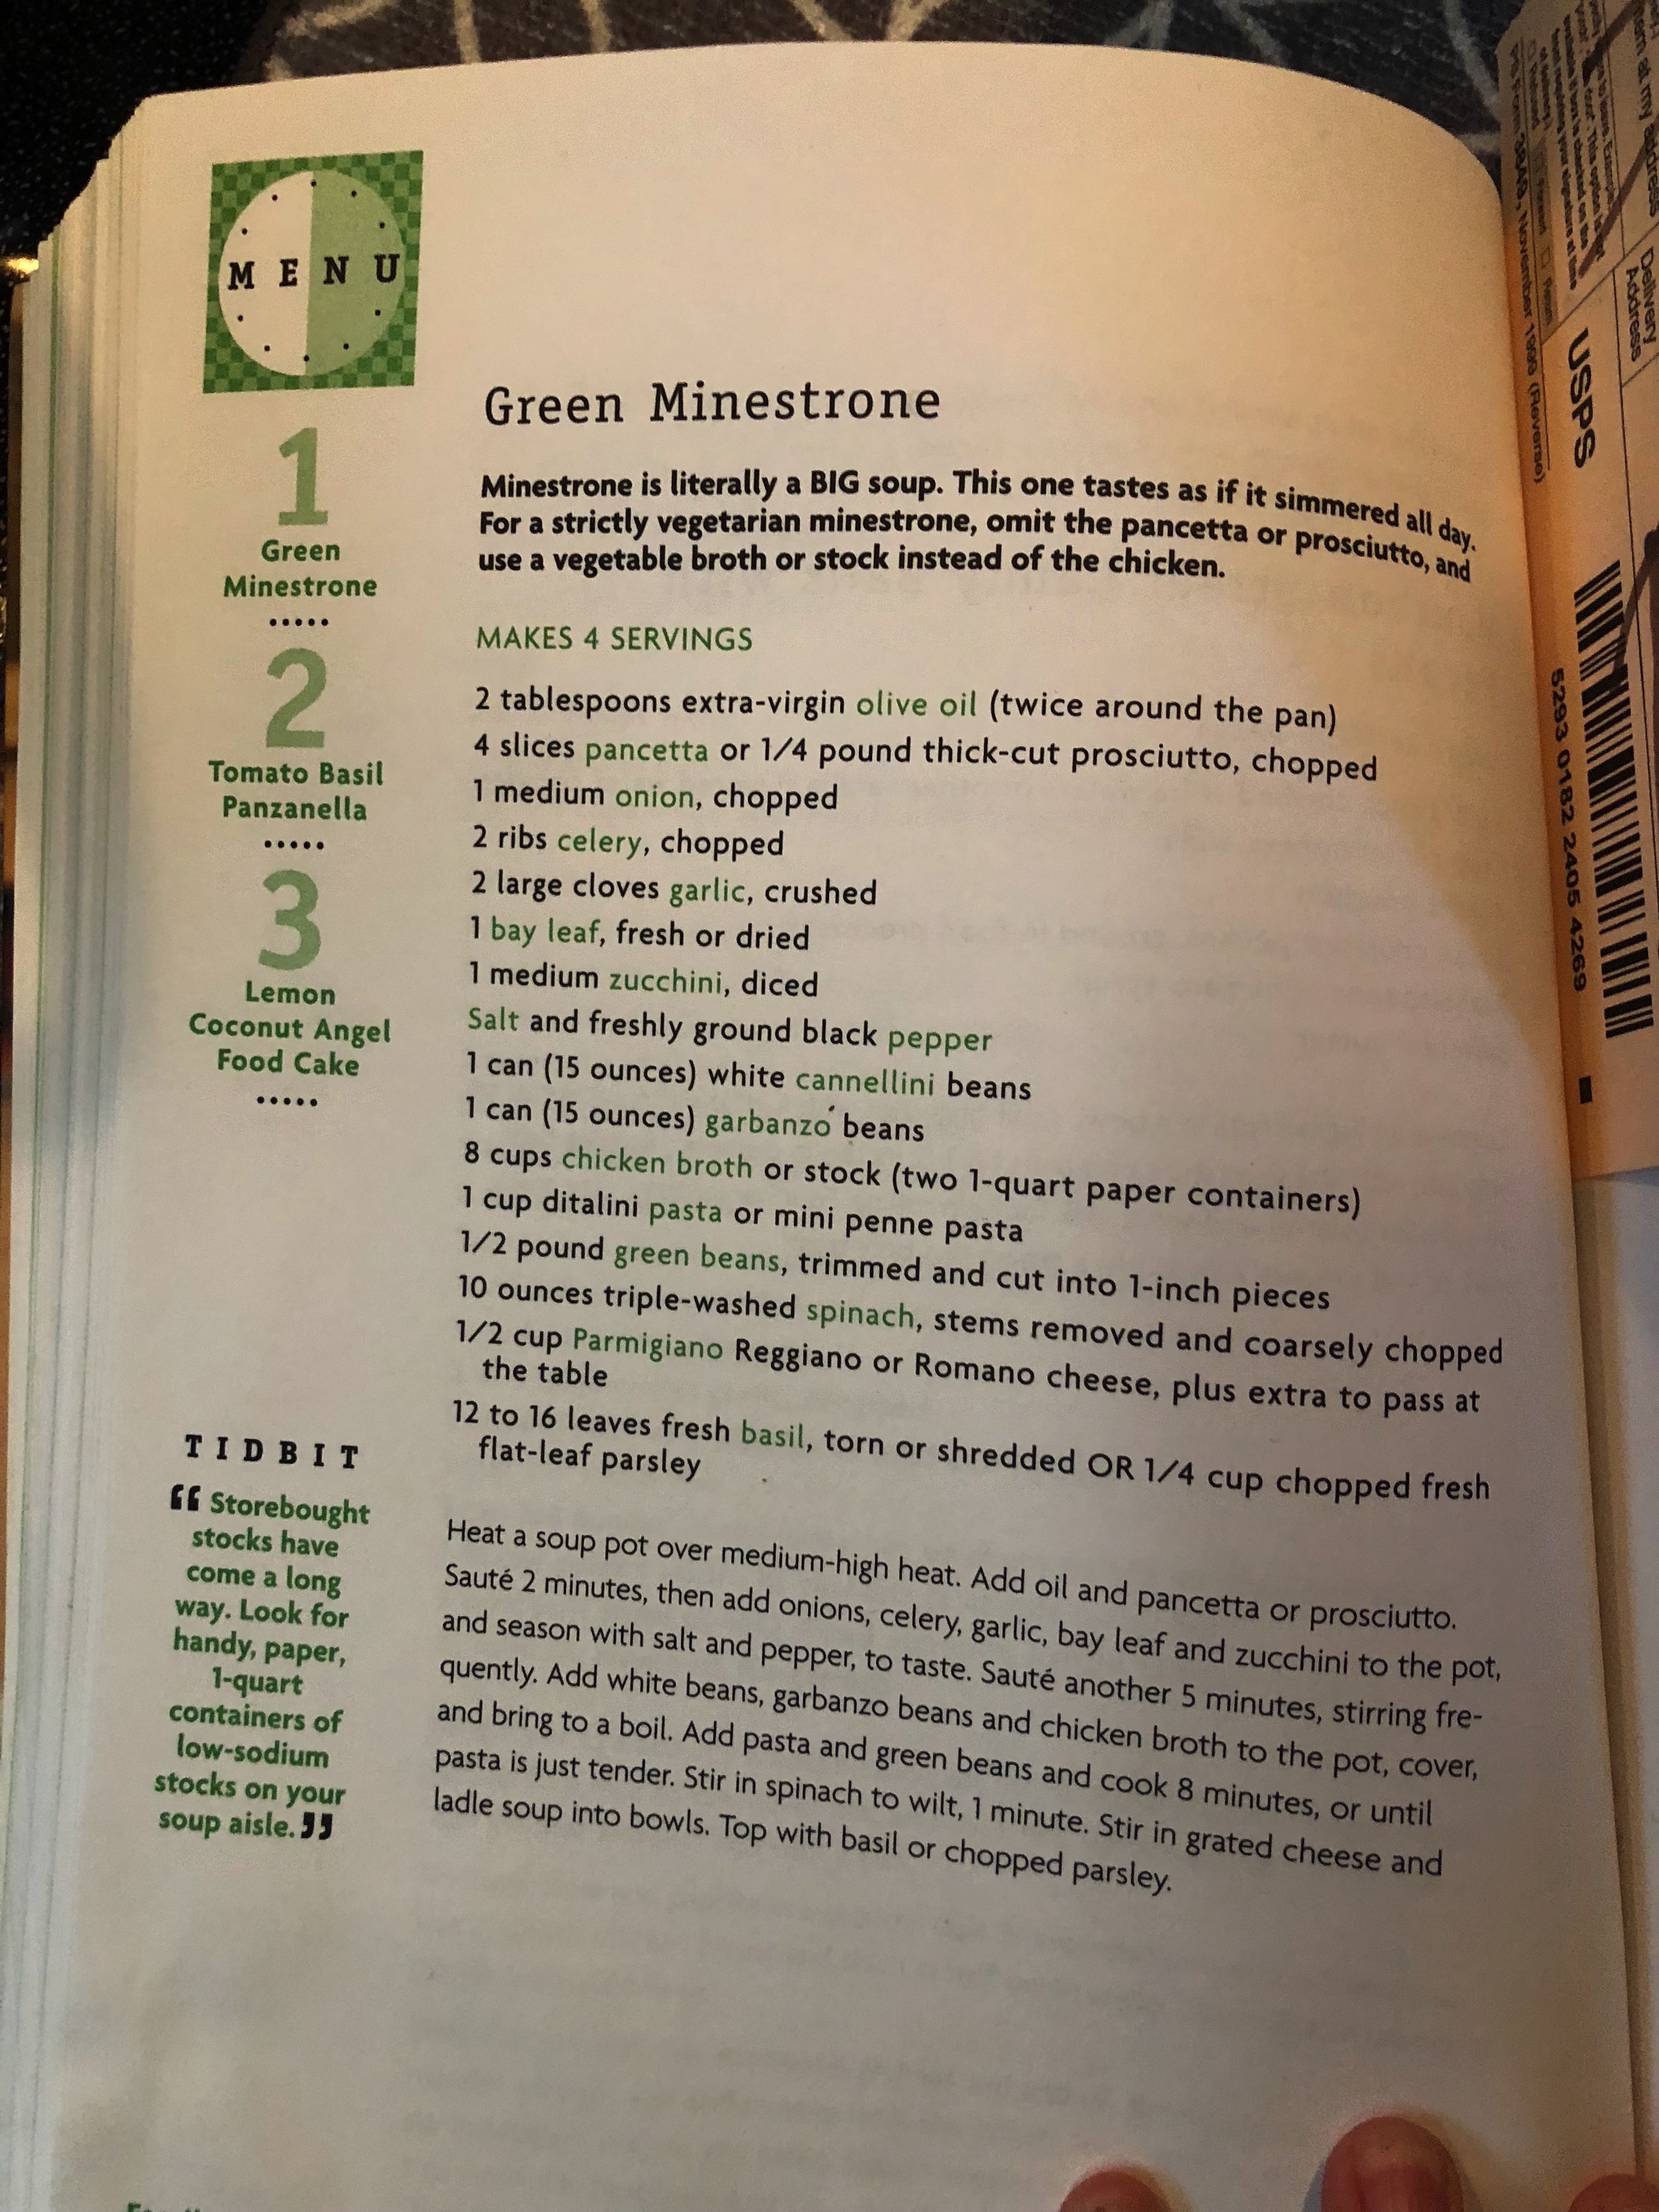 MENU
1
Green
Minestrone
.....
2
Tomato Basil
Panzanella
.....
3
Lemon
Coconut Angel
Food Cake
.....
TIDBIT
“ Storebought
stocks have
come a long
way. Look for
handy, paper,
1-quart
containers of
low-sodium
stocks on your
soup aisle.”
Green Minestrone
Minestrone is literally a BIG soup. This one tastes as if it simmered all day.
For a strictly vegetarian minestrone, omit the pancetta or prosciutto, and
use a vegetable broth or stock instead of the chicken.
MAKES 4 SERVINGS
2 tablespoons extra-virgin olive oil (twice around the pan)
4 slices pancetta or 1/4 pound thick-cut prosciutto, chopped
1 medium onion, chopped
2 ribs celery, chopped
2 large cloves garlic, crushed
1 bay leaf, fresh or dried
1 medium zucchini, diced
Salt and freshly ground black pepper
1 can (15 ounces) white cannellini beans
1 can (15 ounces) garbanzo beans
8 cups chicken broth or stock (two 1-quart paper containers)
1 cup ditalini pasta or mini penne pasta
1/2 pound green beans, trimmed and cut into 1-inch pieces
10 ounces triple-washed spinach, stems removed and coarsely chopped
1/2 cup Parmigiano Reggiano or Romano cheese, plus extra to pass at
the table
12 to 16 leaves fresh basil, torn or shredded OR 1/4 cup chopped fresh
flat-leaf parsley
Heat a soup pot over medium-high heat. Add oil and pancetta or prosciutto.
Sauté 2 minutes, then add onions, celery, garlic, bay leaf and zucchini to the pot,
and season with salt and pepper, to taste. Sauté another 5 minutes, stirring fre-
quently. Add white beans, garbanzo beans and chicken broth to the pot, cover,
and bring to a boil. Add pasta and green beans and cook 8 minutes, or until
pasta is just tender. Stir in spinach to wilt, 1 minute. Stir in grated cheese and
ladle soup into bowls. Top with basil or chopped parsley.
at my address
Delivery
Address
3849, November 1999 (Reverse)
USPS
5293 0182 2405 4269